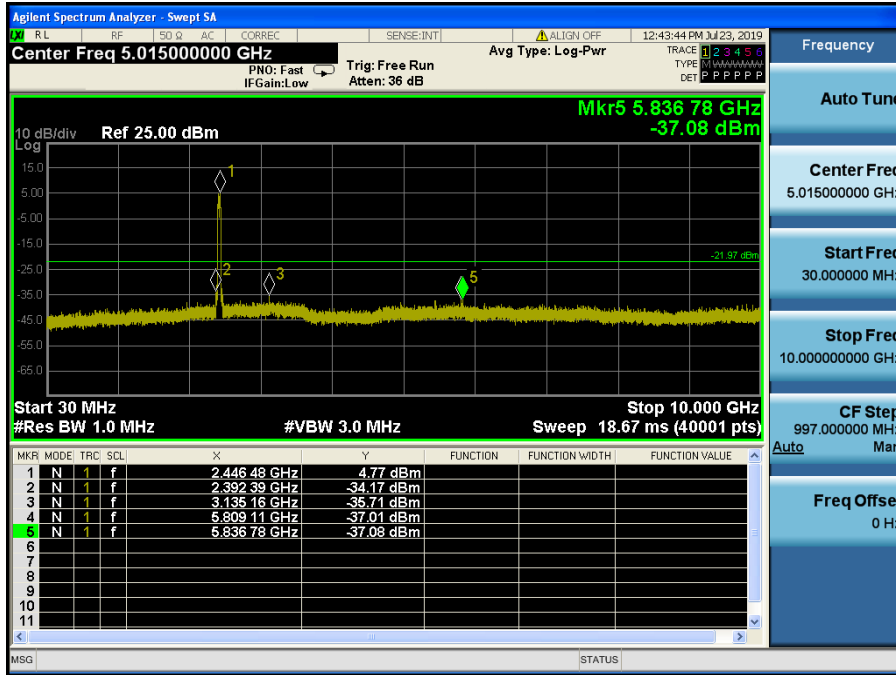 Agilent Spectrum Analyzer - Swept SA
LXI RL RF 50 Ω AC CORREC SENSE:INT ALIGN OFF 12:43:44 PM Jul 23, 2019
Center Freq 5.015000000 GHz
PNO: Fast
IFGain:Low
Trig: Free Run
Atten: 36 dB
Avg Type: Log-Pwr
TRACE 1 2 3 4 5 6
TYPE M WWWWW
DET P P P P P P
Mkr5 5.836 78 GHz
-37.08 dBm
10 dB/div Ref 25.00 dBm
Log
15.0
5.00
-5.00
-15.0
-25.0
-35.0
-45.0
-55.0
-65.0
1
2
3
5
-21.97 dBm
Start 30 MHz Stop 10.000 GHz
#Res BW 1.0 MHz #VBW 3.0 MHz Sweep 18.67 ms (40001 pts)
MKR MODE TRC SCL X Y FUNCTION FUNCTION WIDTH FUNCTION VALUE
1 N 1 f 2.446 48 GHz 4.77 dBm
2 N 1 f 2.392 39 GHz -34.17 dBm
3 N 1 f 3.135 16 GHz -35.71 dBm
4 N 1 f 5.809 11 GHz -37.01 dBm
5 N 1 f 5.836 78 GHz -37.08 dBm
6
7
8
9
10
11
MSG STATUS
Frequency
Auto Tune
Center Freq
5.015000000 GHz
Start Freq
30.000000 MHz
Stop Freq
10.000000000 GHz
CF Step
997.000000 MHz
Auto Man
Freq Offset
0 Hz